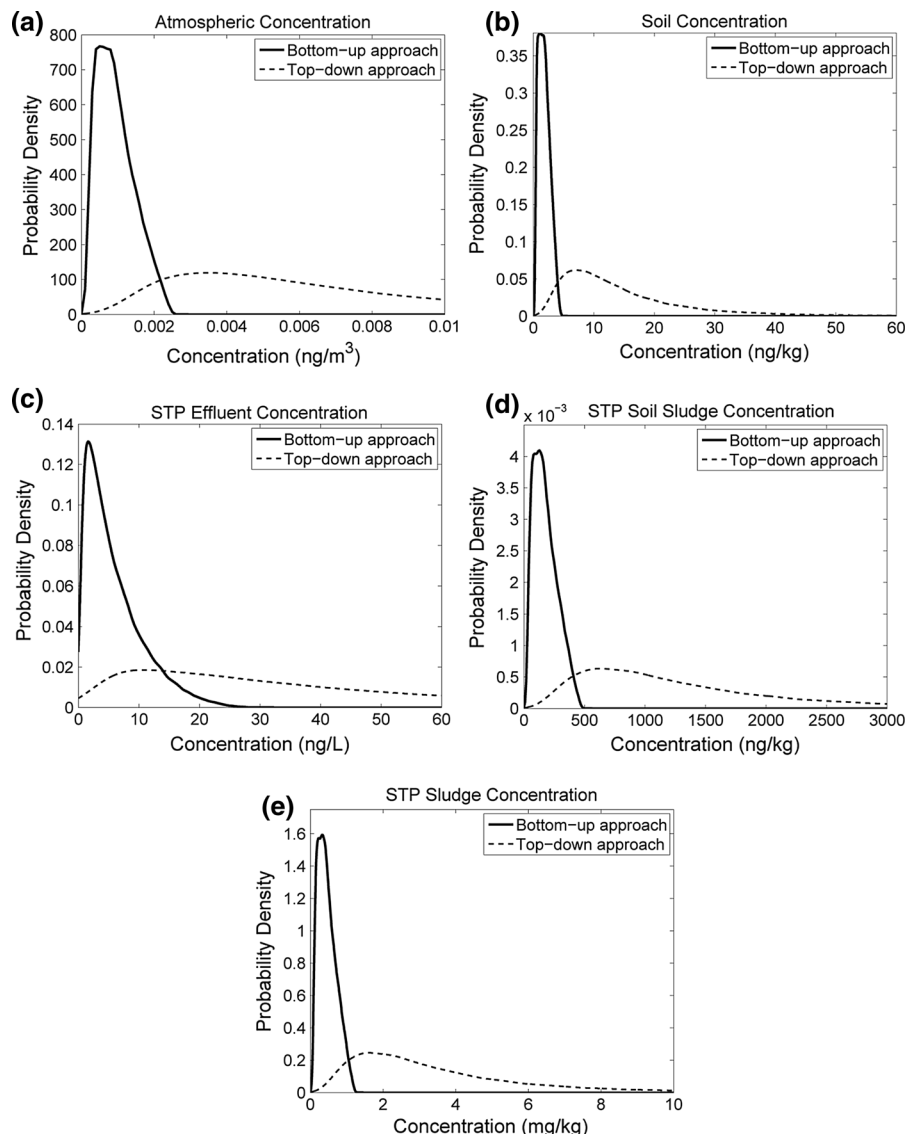 (a)
Atmospheric Concentration
Bottom−up approach
Top−down approach
Probability Density
800
700
600
500
400
300
200
100
0
0 0.002 0.004 0.006 0.008 0.01
Concentration (ng/m³)
(b)
Soil Concentration
Bottom−up approach
Top−down approach
Probability Density
0.35
0.3
0.25
0.2
0.15
0.1
0.05
0
0 10 20 30 40 50 60
Concentration (ng/kg)
(c)
STP Effluent Concentration
Bottom−up approach
Top−down approach
Probability Density
0.14
0.12
0.1
0.08
0.06
0.04
0.02
0
0 10 20 30 40 50 60
Concentration (ng/L)
(d)
x 10⁻³
STP Soil Sludge Concentration
Bottom−up approach
Top−down approach
Probability Density
4
3.5
3
2.5
2
1.5
1
0.5
0
0 500 1000 1500 2000 2500 3000
Concentration (ng/kg)
(e)
STP Sludge Concentration
Bottom−up approach
Top−down approach
Probability Density
1.6
1.4
1.2
1
0.8
0.6
0.4
0.2
0
0 2 4 6 8 10
Concentration (mg/kg)